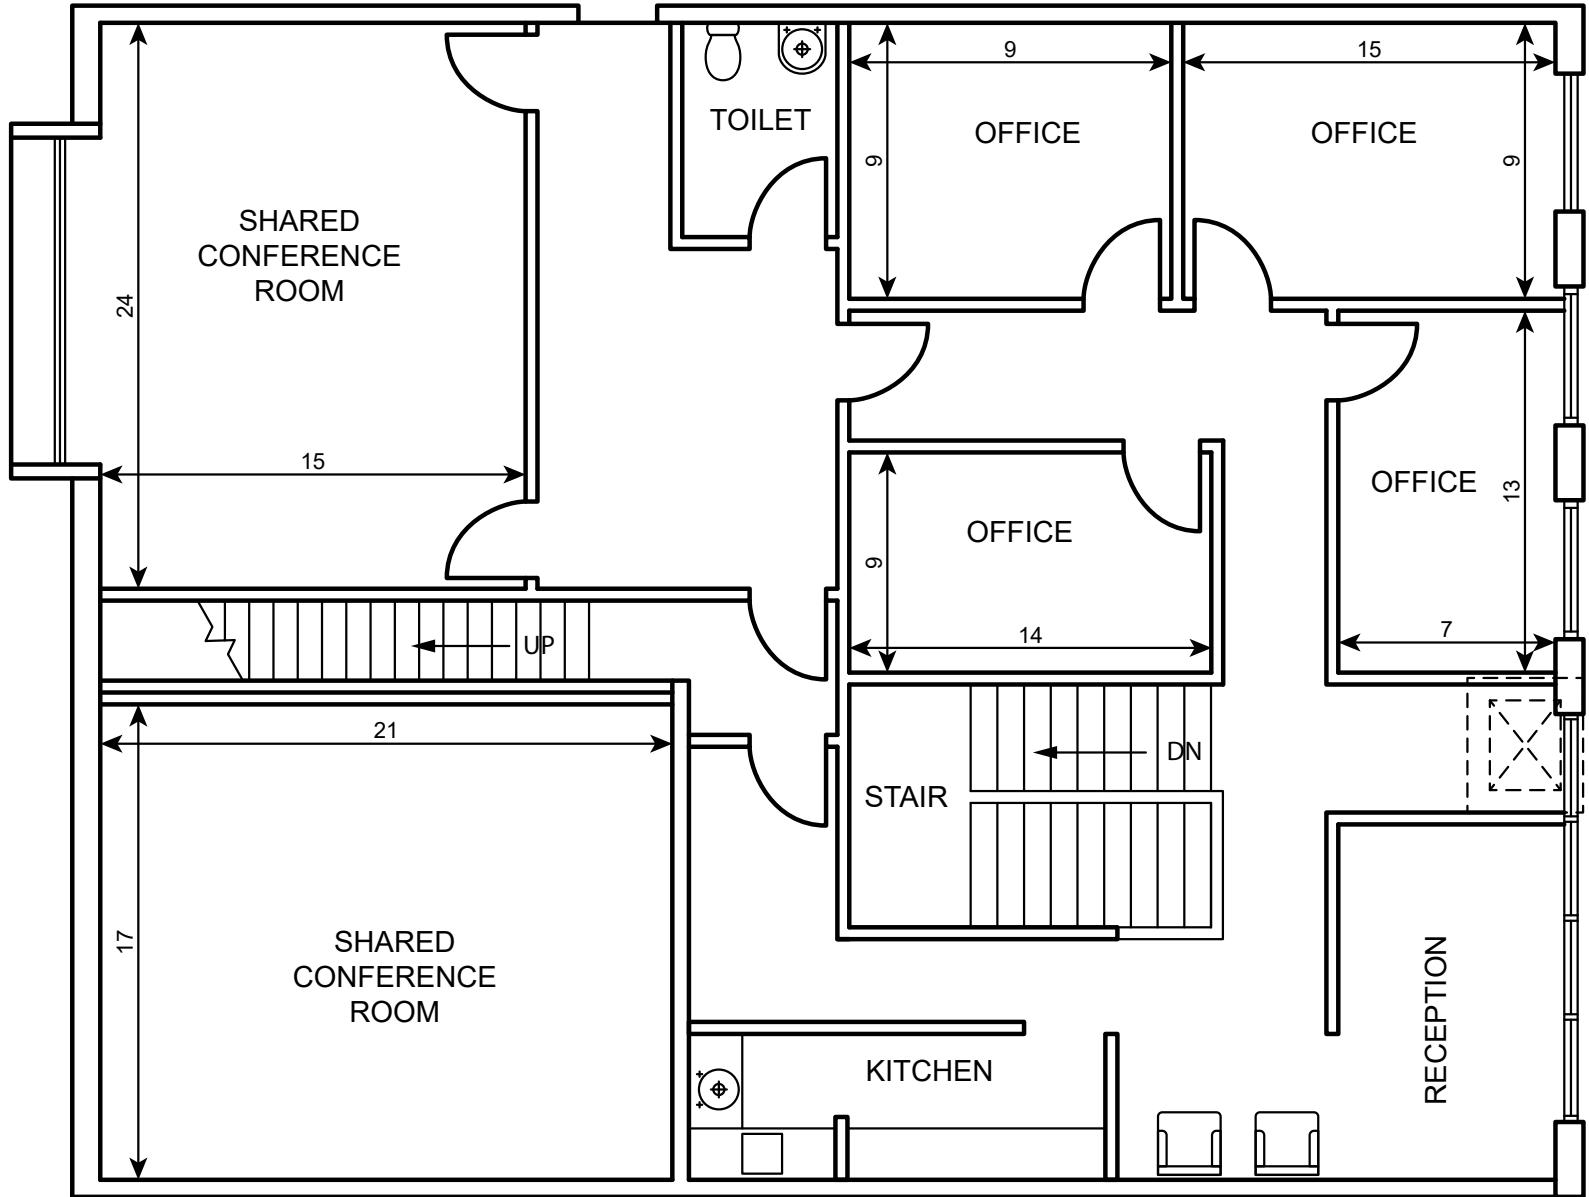 9
15
TOILET
OFFICE
OFFICE
9
9
SHARED
CONFERENCE
ROOM
24
15
OFFICE
13
OFFICE
9
14
7
UP
21
DN
STAIR
17
SHARED
CONFERENCE
ROOM
KITCHEN
RECEPTION